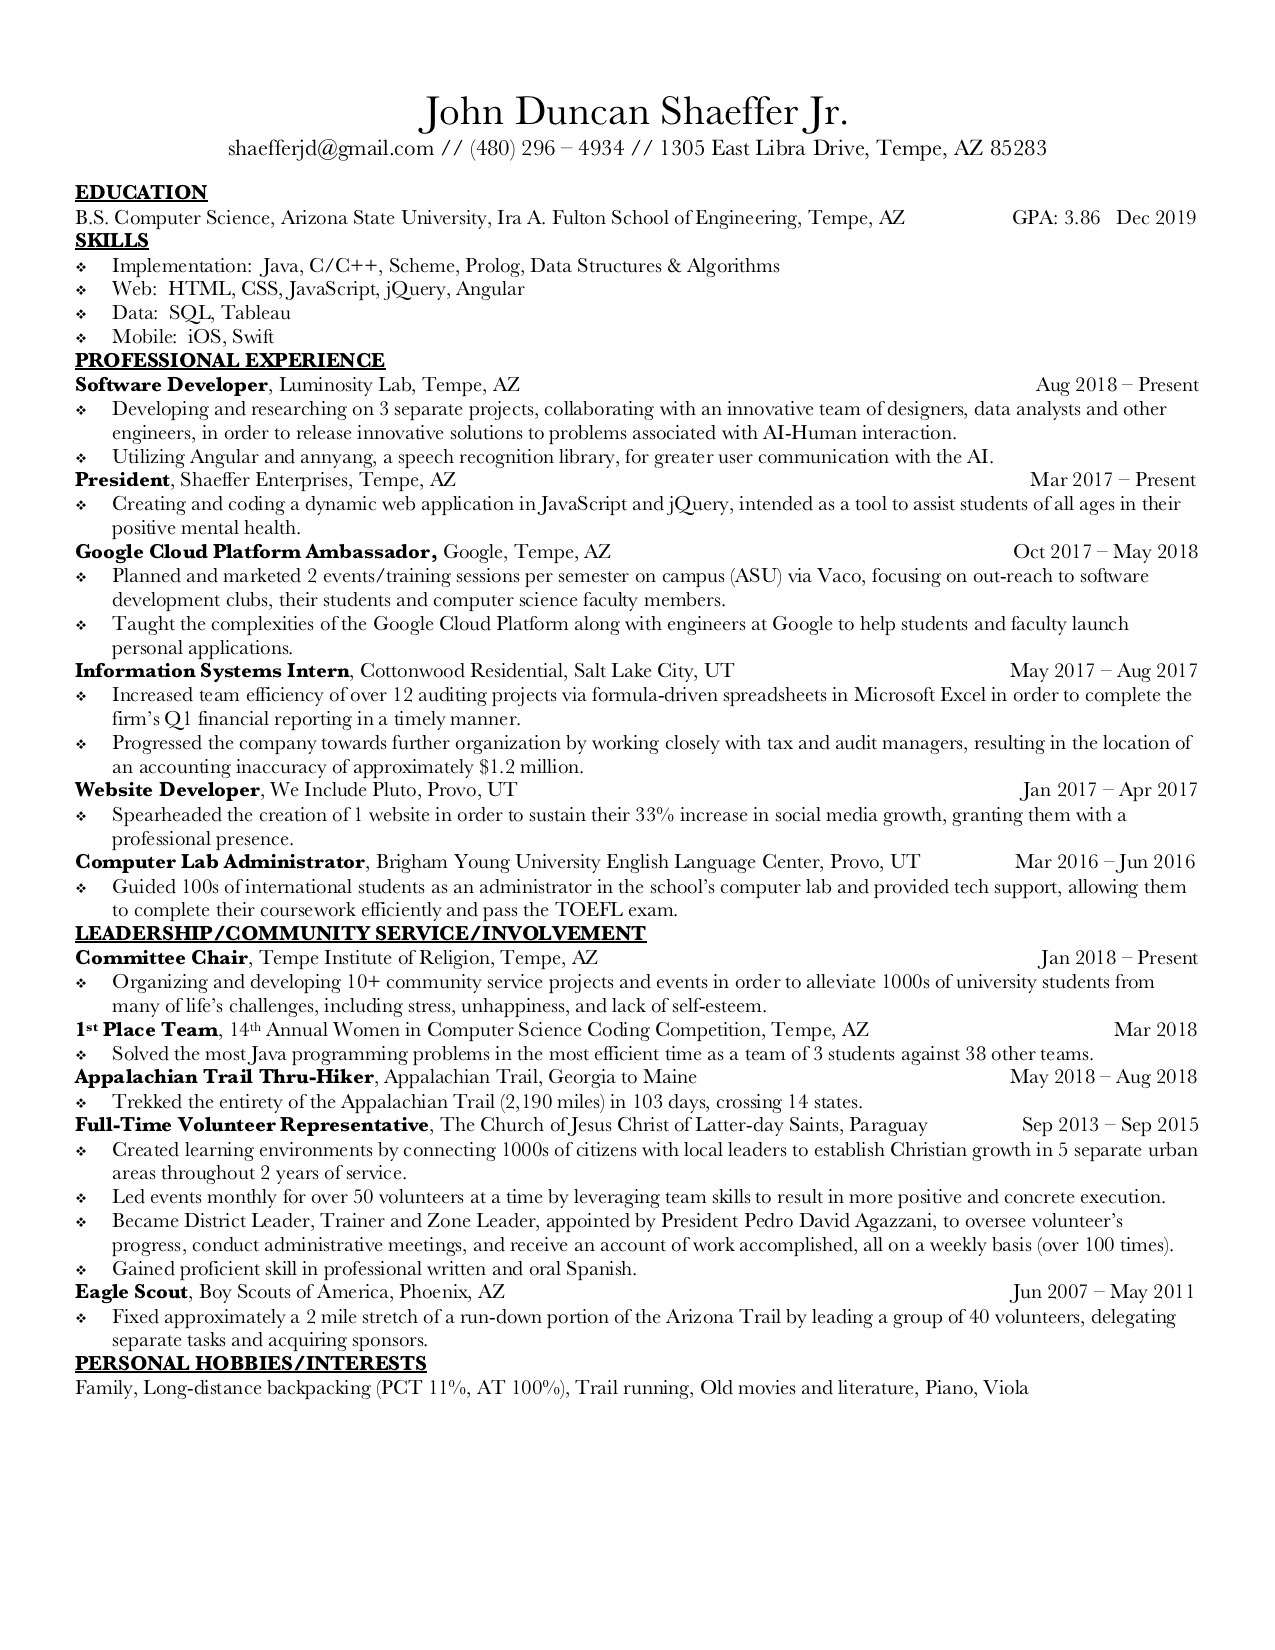 John Duncan Shaeffer Jr.
shaefferjd@gmail.com // (480) 296 – 4934 // 1305 East Libra Drive, Tempe, AZ 85283
EDUCATION
B.S. Computer Science, Arizona State University, Ira A. Fulton School of Engineering, Tempe, AZ GPA: 3.86 Dec 2019
SKILLS
❖ Implementation: Java, C/C++, Scheme, Prolog, Data Structures & Algorithms
❖ Web: HTML, CSS, JavaScript, jQuery, Angular
❖ Data: SQL, Tableau
❖ Mobile: iOS, Swift
PROFESSIONAL EXPERIENCE
Software Developer, Luminosity Lab, Tempe, AZ Aug 2018 – Present
❖ Developing and researching on 3 separate projects, collaborating with an innovative team of designers, data analysts and other
engineers, in order to release innovative solutions to problems associated with AI-Human interaction.
❖ Utilizing Angular and annyang, a speech recognition library, for greater user communication with the AI.
President, Shaeffer Enterprises, Tempe, AZ Mar 2017 – Present
❖ Creating and coding a dynamic web application in JavaScript and jQuery, intended as a tool to assist students of all ages in their
positive mental health.
Google Cloud Platform Ambassador, Google, Tempe, AZ Oct 2017 – May 2018
❖ Planned and marketed 2 events/training sessions per semester on campus (ASU) via Vaco, focusing on out-reach to software
development clubs, their students and computer science faculty members.
❖ Taught the complexities of the Google Cloud Platform along with engineers at Google to help students and faculty launch
personal applications.
Information Systems Intern, Cottonwood Residential, Salt Lake City, UT May 2017 – Aug 2017
❖ Increased team efficiency of over 12 auditing projects via formula-driven spreadsheets in Microsoft Excel in order to complete the
firm's Q1 financial reporting in a timely manner.
❖ Progressed the company towards further organization by working closely with tax and audit managers, resulting in the location of
an accounting inaccuracy of approximately $1.2 million.
Website Developer, We Include Pluto, Provo, UT Jan 2017 – Apr 2017
❖ Spearheaded the creation of 1 website in order to sustain their 33% increase in social media growth, granting them with a
professional presence.
Computer Lab Administrator, Brigham Young University English Language Center, Provo, UT Mar 2016 – Jun 2016
❖ Guided 100s of international students as an administrator in the school's computer lab and provided tech support, allowing them
to complete their coursework efficiently and pass the TOEFL exam.
LEADERSHIP/COMMUNITY SERVICE/INVOLVEMENT
Committee Chair, Tempe Institute of Religion, Tempe, AZ Jan 2018 – Present
❖ Organizing and developing 10+ community service projects and events in order to alleviate 1000s of university students from
many of life's challenges, including stress, unhappiness, and lack of self-esteem.
1st Place Team, 14th Annual Women in Computer Science Coding Competition, Tempe, AZ Mar 2018
❖ Solved the most Java programming problems in the most efficient time as a team of 3 students against 38 other teams.
Appalachian Trail Thru-Hiker, Appalachian Trail, Georgia to Maine May 2018 – Aug 2018
❖ Trekked the entirety of the Appalachian Trail (2,190 miles) in 103 days, crossing 14 states.
Full-Time Volunteer Representative, The Church of Jesus Christ of Latter-day Saints, Paraguay Sep 2013 – Sep 2015
❖ Created learning environments by connecting 1000s of citizens with local leaders to establish Christian growth in 5 separate urban
areas throughout 2 years of service.
❖ Led events monthly for over 50 volunteers at a time by leveraging team skills to result in more positive and concrete execution.
❖ Became District Leader, Trainer and Zone Leader, appointed by President Pedro David Agazzani, to oversee volunteer's
progress, conduct administrative meetings, and receive an account of work accomplished, all on a weekly basis (over 100 times).
❖ Gained proficient skill in professional written and oral Spanish.
Eagle Scout, Boy Scouts of America, Phoenix, AZ Jun 2007 – May 2011
❖ Fixed approximately a 2 mile stretch of a run-down portion of the Arizona Trail by leading a group of 40 volunteers, delegating
separate tasks and acquiring sponsors.
PERSONAL HOBBIES/INTERESTS
Family, Long-distance backpacking (PCT 11%, AT 100%), Trail running, Old movies and literature, Piano, Viola